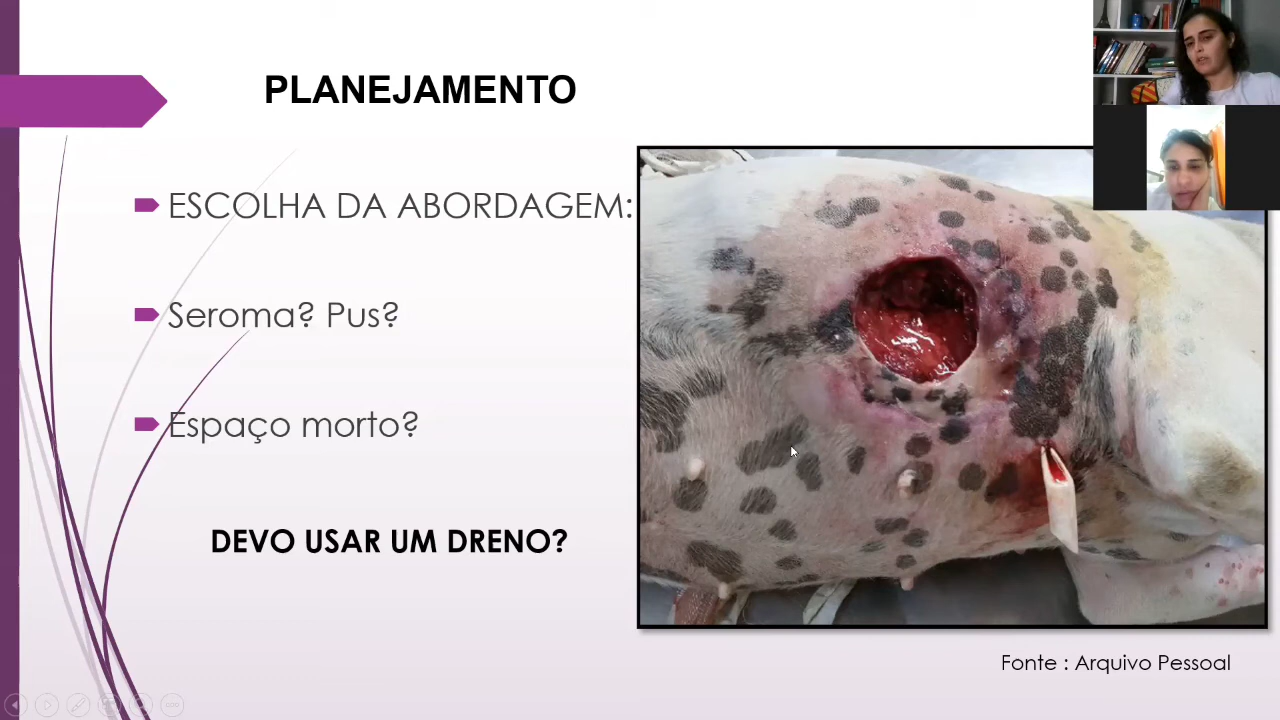 PLANEJAMENTO
ESCOLHA DA ABORDAGEM:
Seroma? Pus?
Espaço morto?
DEVO USAR UM DRENO?
Fonte : Arquivo Pessoal